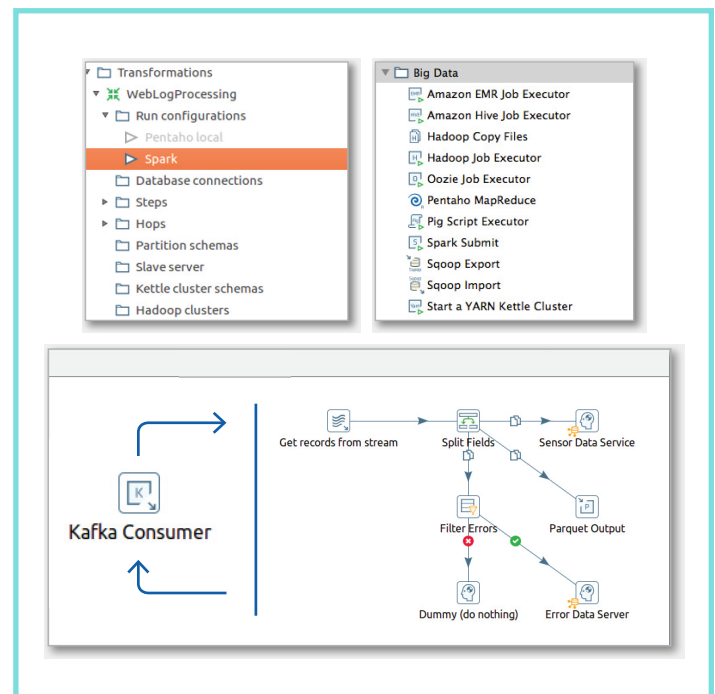 Transformations
WebLogProcessing
Run configurations
Pentaho local
Spark
Database connections
Steps
Hops
Partition schemas
Slave server
Kettle cluster schemas
Hadoop clusters
Big Data
Amazon EMR Job Executor
Amazon Hive Job Executor
Hadoop Copy Files
Hadoop Job Executor
Oozie Job Executor
Pentaho MapReduce
Pig Script Executor
Spark Submit
Sqoop Export
Sqoop Import
Start a YARN Kettle Cluster
K
Kafka Consumer
Get records from stream
Split Fields
Sensor Data Service
Filter Errors
P
Parquet Output
Dummy (do nothing)
Error Data Server